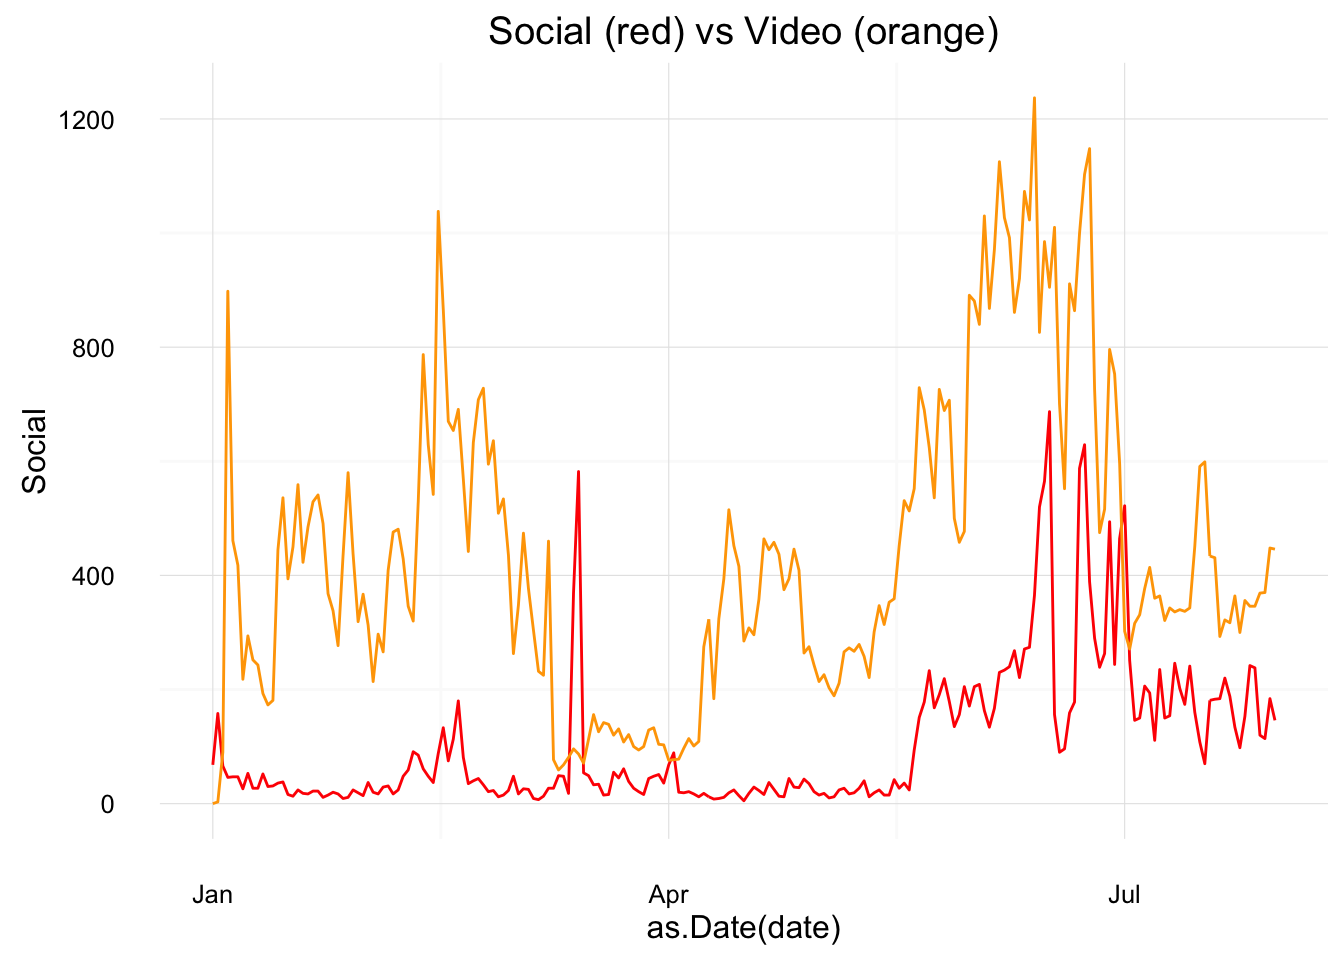 Social (red) vs Video (orange)
1200
800
400
0
Social
Jan
Apr
Jul
as.Date(date)